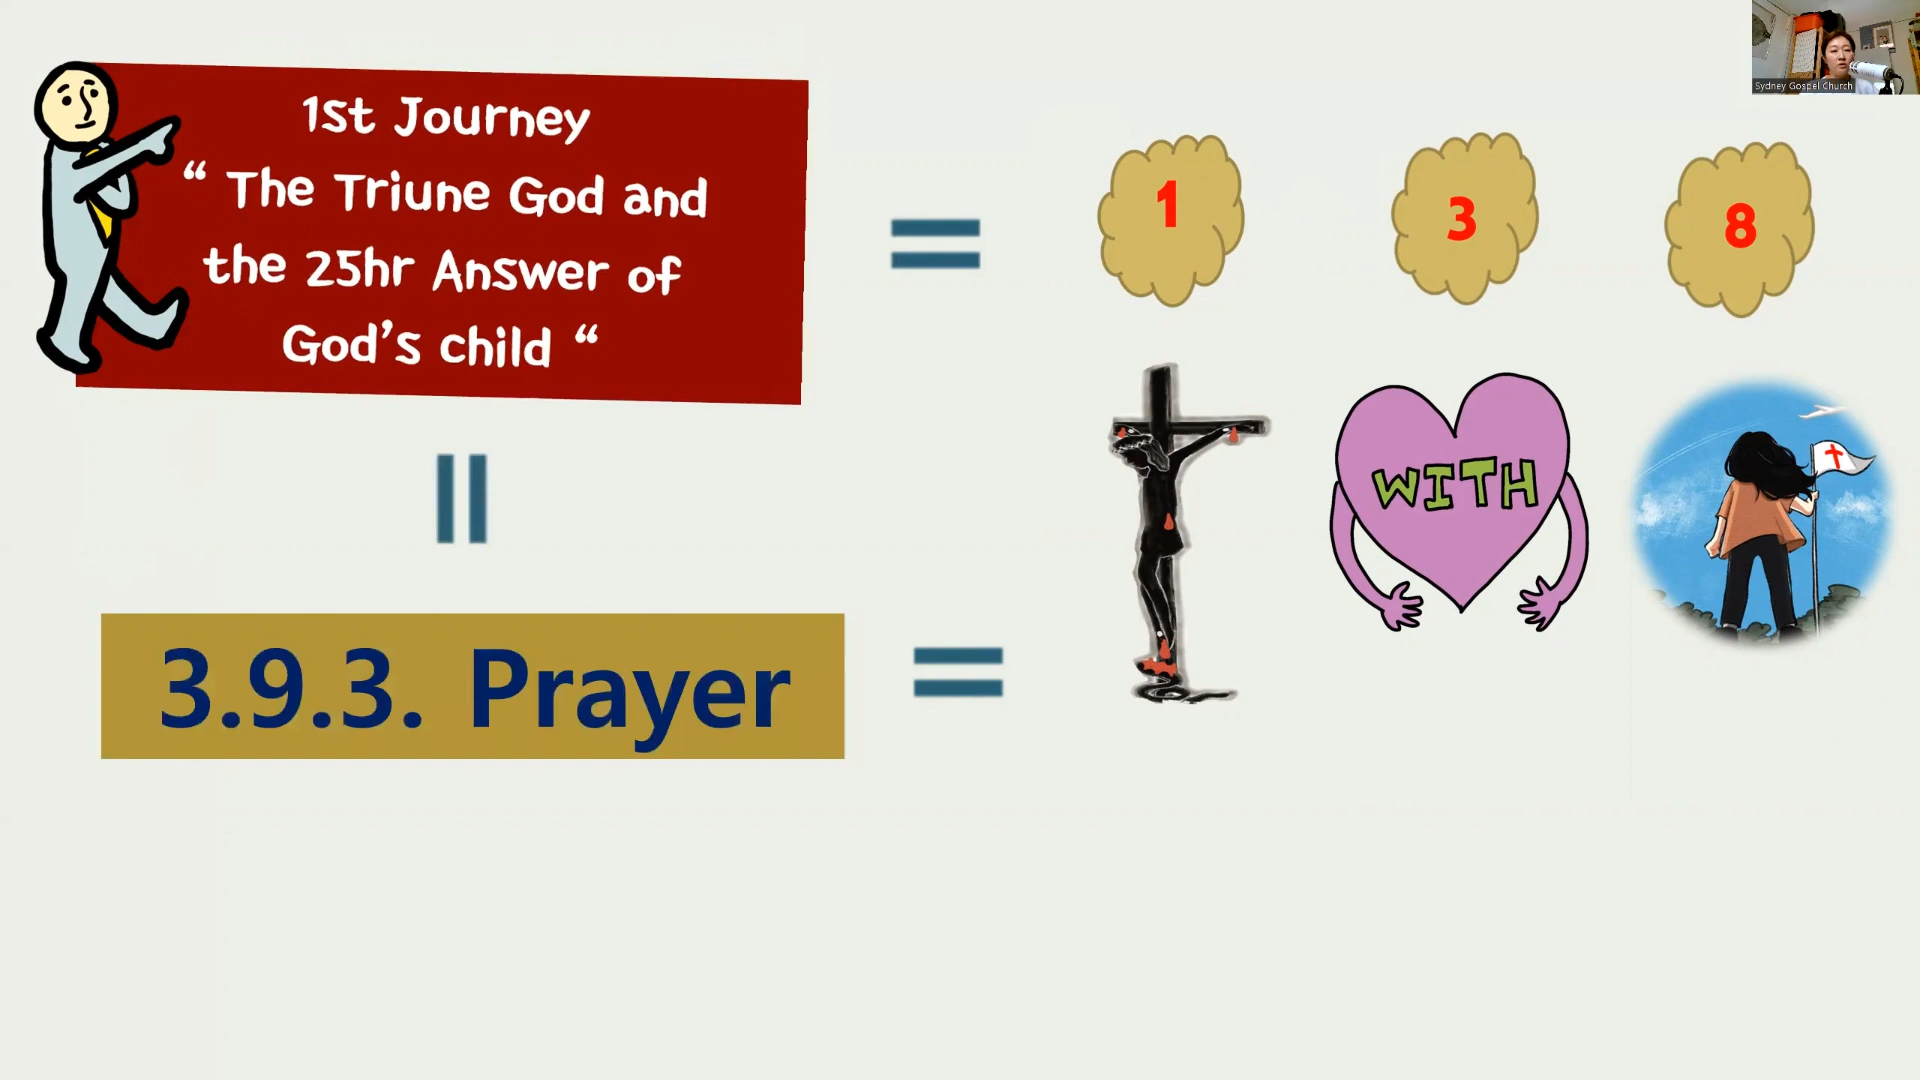 Sydney Gospel Church
1st Journey
“ The Triune God and
the 25hr Answer of
God’s child “
1
3
8
WITH
3.9.3. Prayer